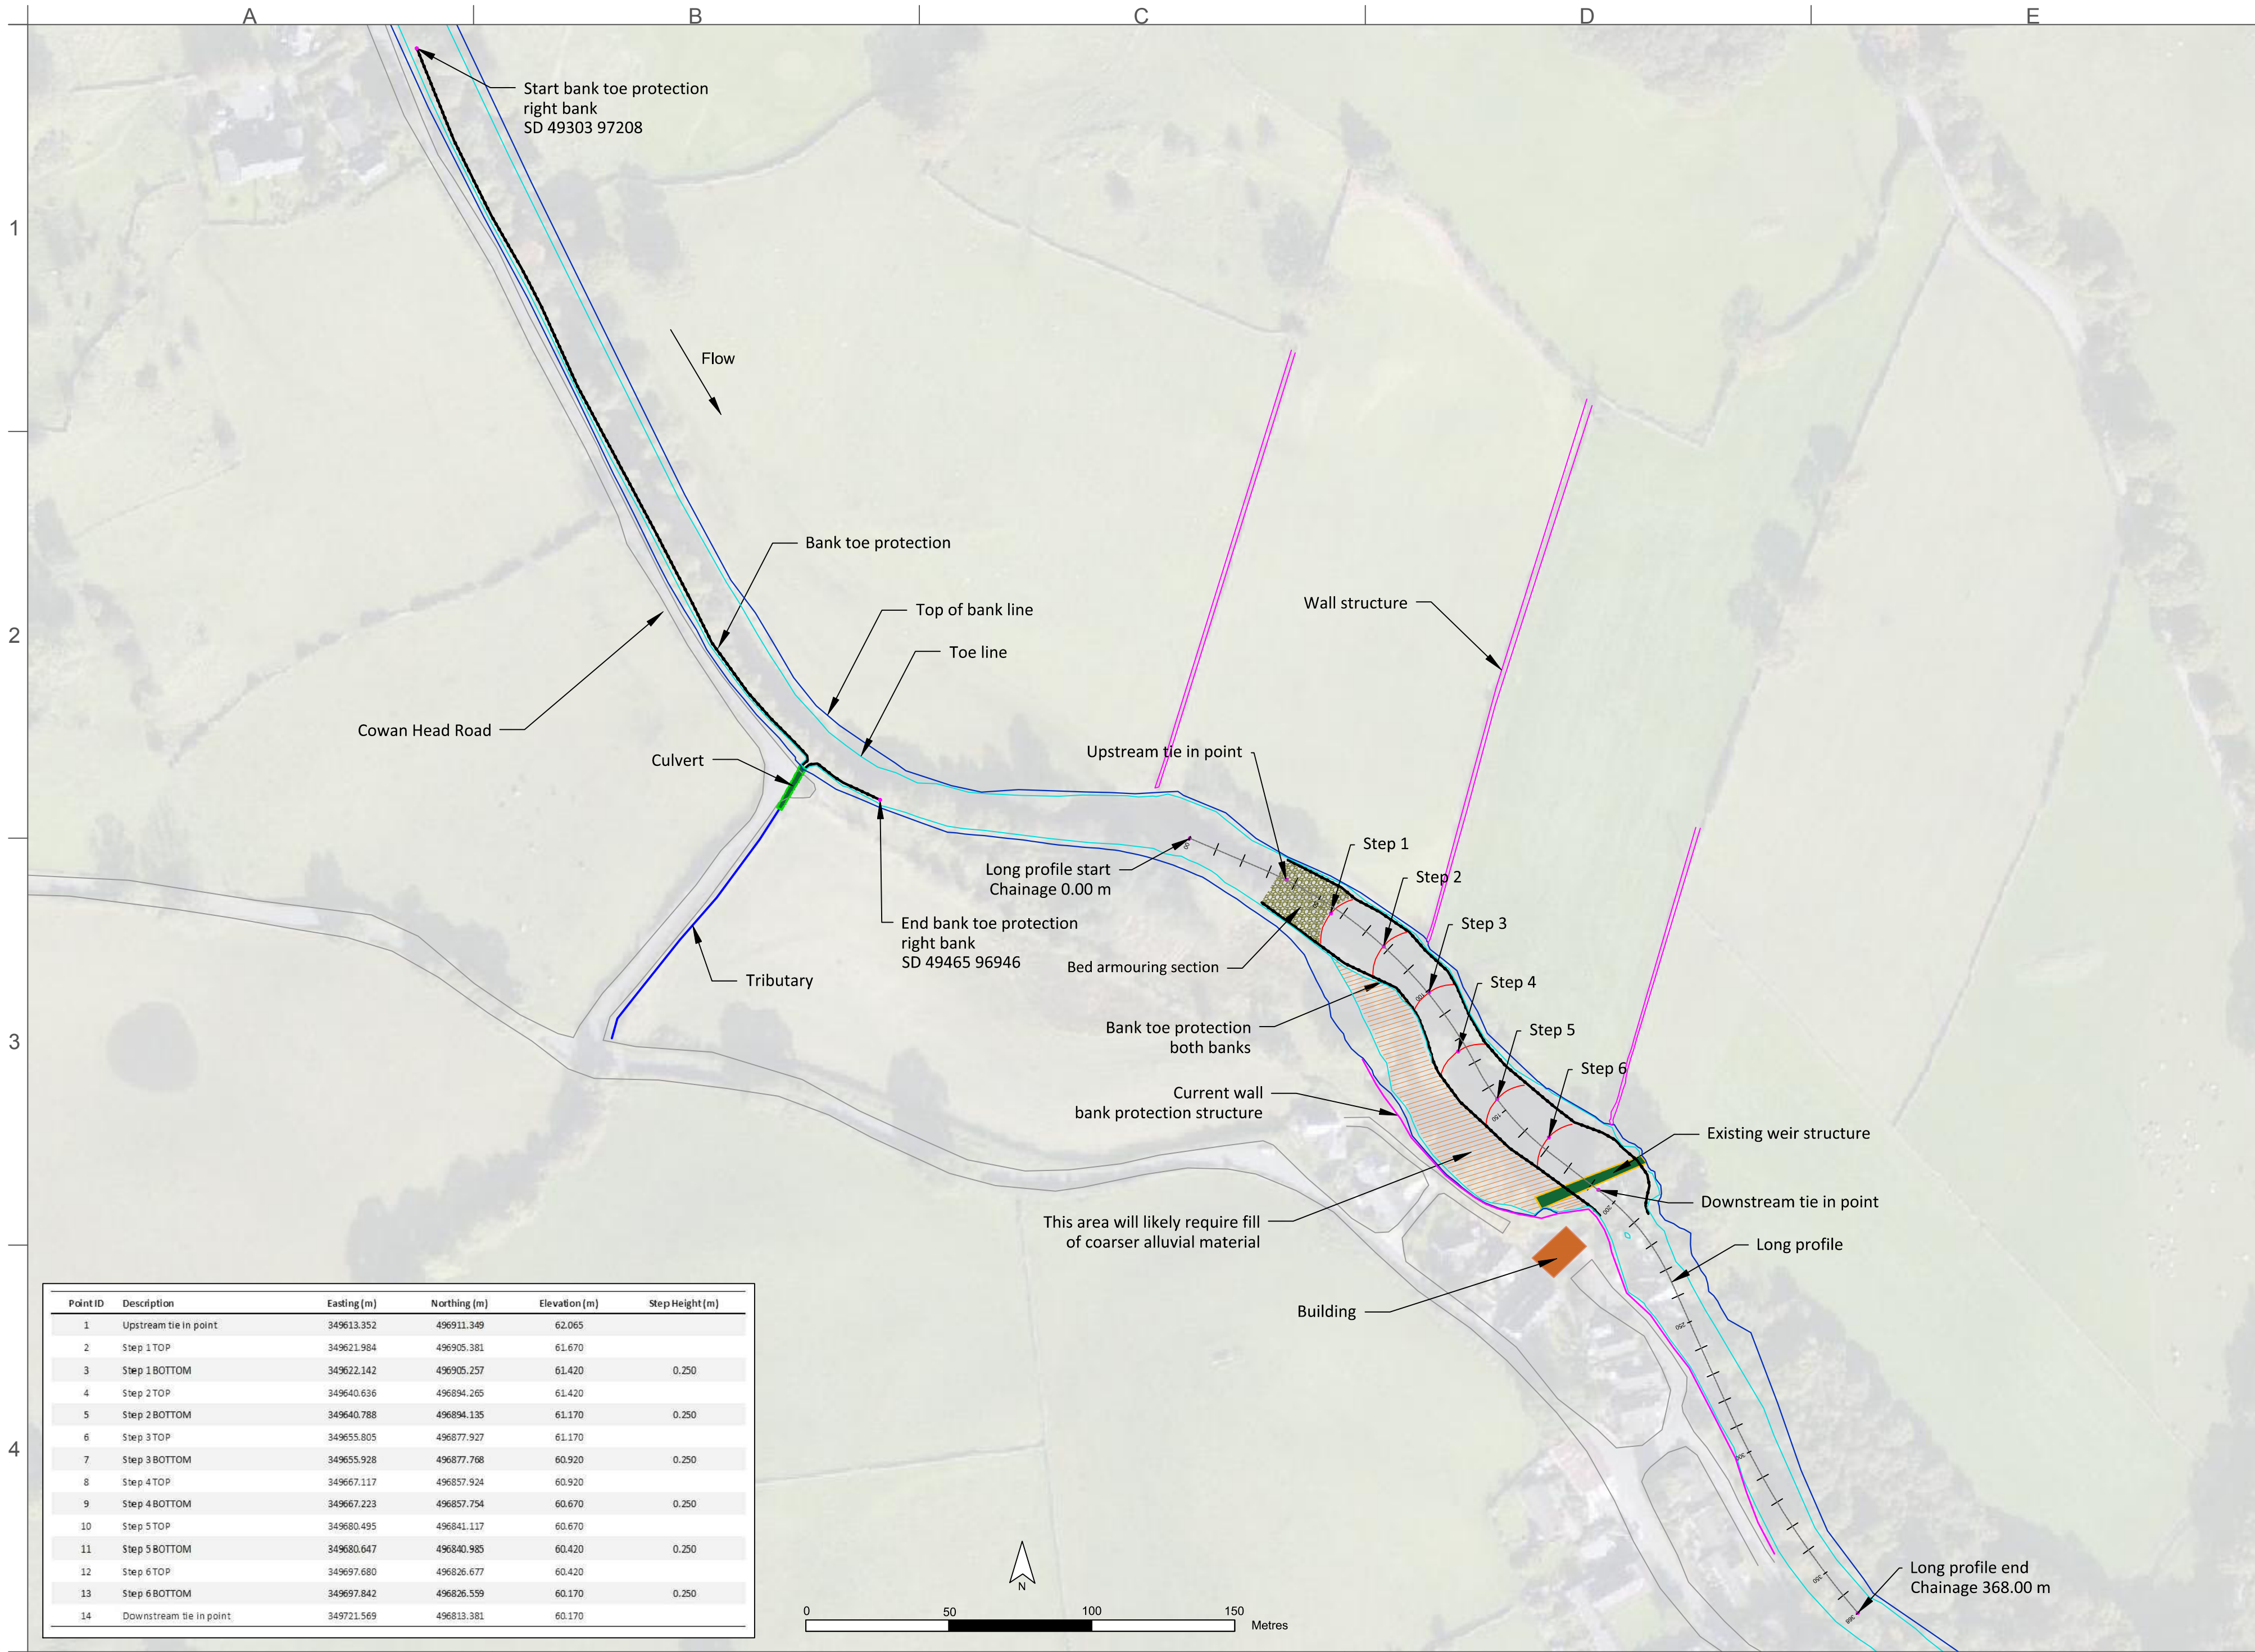 A B C D E
Start bank toe protection
right bank
SD 49303 97208
1
Flow
Bank toe protection
Top of bank line
Wall structure
2
Toe line
Cowan Head Road
Upstream tie in point
Culvert
Step 1
Long profile start
Chainage 0.00 m
Step 2
End bank toe protection
right bank
SD 49465 96946
Step 3
Bed armouring section
Tributary
Step 4
Bank toe protection
both banks
Step 5
3
Step 6
Current wall
bank protection structure
Existing weir structure
Downstream tie in point
This area will likely require fill
of coarser alluvial material
Long profile
Building
100
150
200
250
300
350
368
4
Point ID Description Easting (m) Northing (m) Elevation (m) Step Height (m)
1 Upstream tie in point 349613.352 496911.349 62.065
2 Step 1 TOP 349621.984 496905.381 61.670
3 Step 1 BOTTOM 349622.142 496905.257 61.420 0.250
4 Step 2 TOP 349640.636 496894.265 61.420
5 Step 2 BOTTOM 349640.788 496894.135 61.170 0.250
6 Step 3 TOP 349655.805 496877.927 61.170
7 Step 3 BOTTOM 349655.928 496877.768 60.920 0.250
8 Step 4 TOP 349667.117 496857.924 60.920
9 Step 4 BOTTOM 349667.223 496857.754 60.670 0.250
10 Step 5 TOP 349680.495 496841.117 60.670
11 Step 5 BOTTOM 349680.647 496840.985 60.420 0.250
12 Step 6 TOP 349697.680 496826.677 60.420
13 Step 6 BOTTOM 349697.842 496826.559 60.170 0.250
14 Downstream tie in point 349721.569 496813.381 60.170
N
0 50 100 150
Metres
Long profile end
Chainage 368.00 m